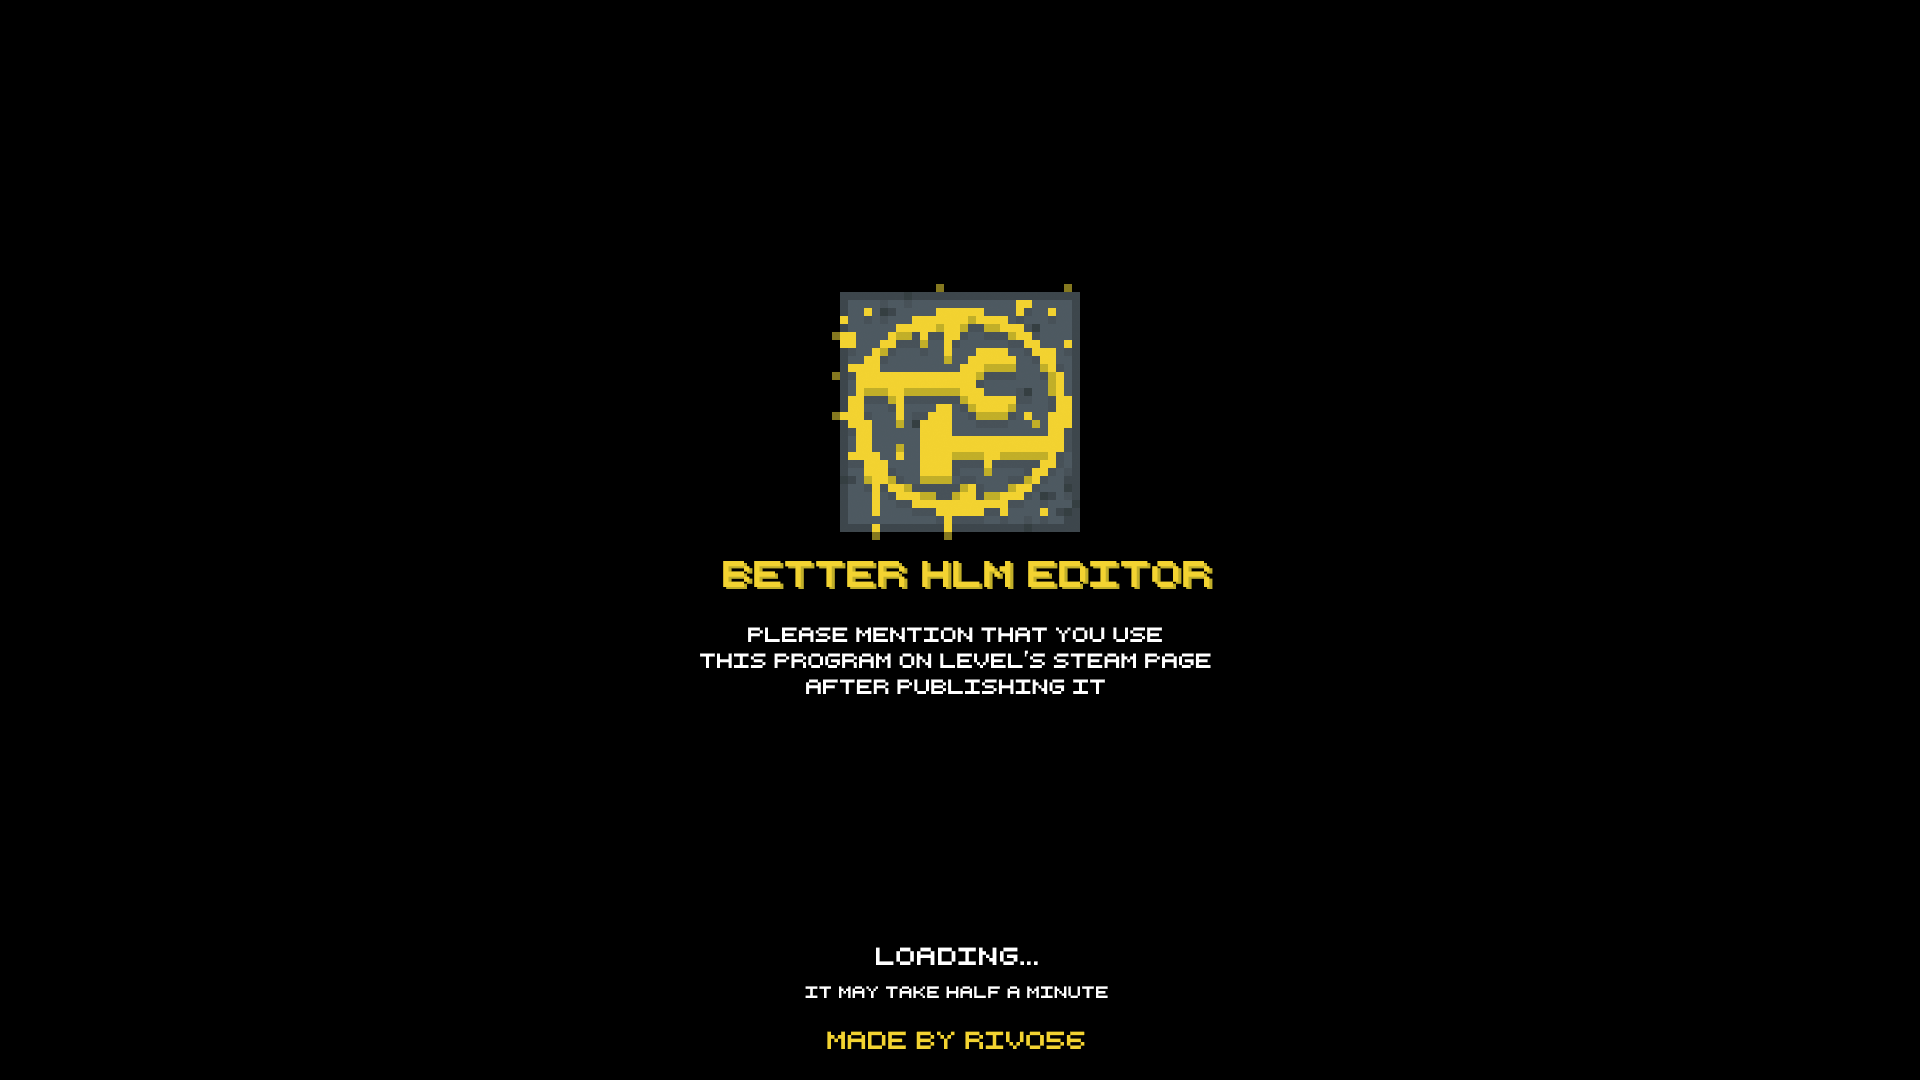 BETTER HLM EDITOR
PLEASE MENTION THAT YOU USE
THIS PROGRAM ON LEVEL'S STEAM PAGE
AFTER PUBLISHING IT
LOADING...
IT MAY TAKE HALF A MINUTE
MADE BY RIVO56